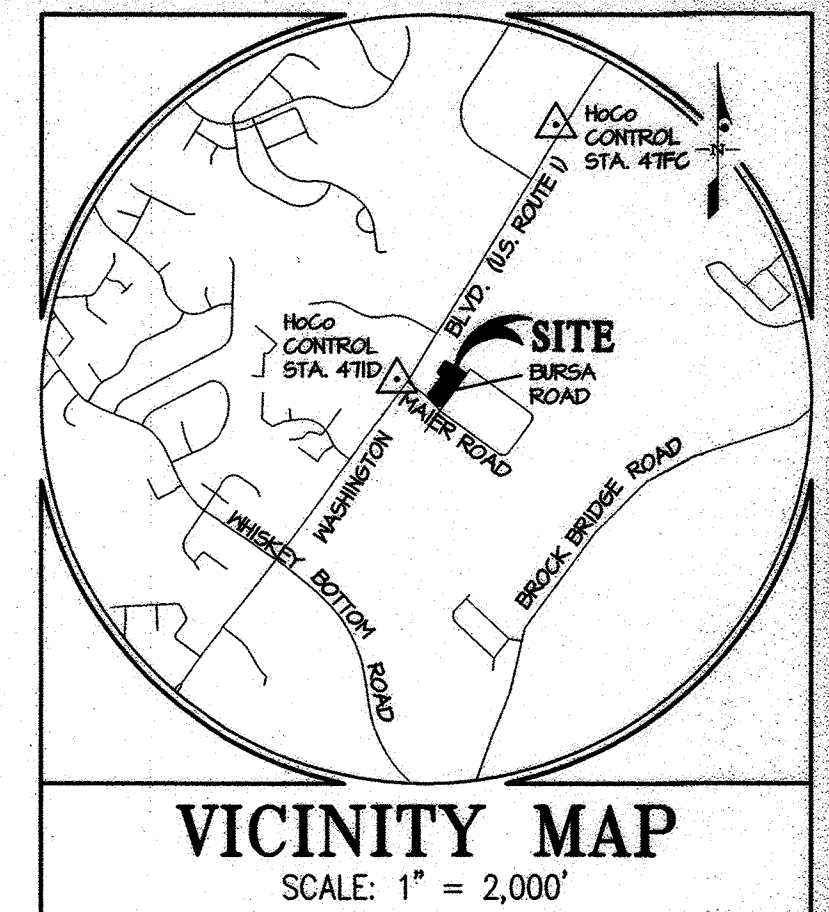 HoCo
CONTROL
STA. 47FC
N
BLVD. (U.S. ROUTE 1)
HoCo
CONTROL
STA. 47ID
SITE
BURSA
ROAD
MAIER ROAD
WASHINGTON
WHISKEY BOTTOM ROAD
BROCK BRIDGE ROAD
VICINITY MAP
SCALE: 1" = 2,000'